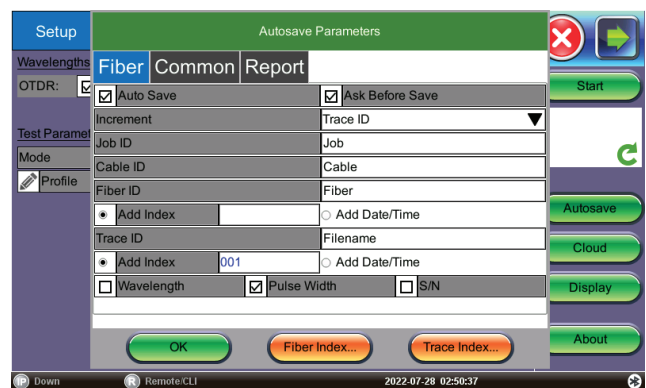 Setup
Autosave Parameters
Wavelengths
OTDR:
Fiber Common Report
Start
Auto Save Ask Before Save
Increment Trace ID
Test Paramet
Job ID Job
Mode
Cable ID Cable
Profile
Fiber ID Fiber
Add Index Add Date/Time
Autosave
Trace ID Filename
Cloud
Add Index 001 Add Date/Time
Wavelength Pulse Width S/N
Display
OK Fiber Index... Trace Index...
About
IP Down R Remote/CLI 2022-07-28 02:50:37